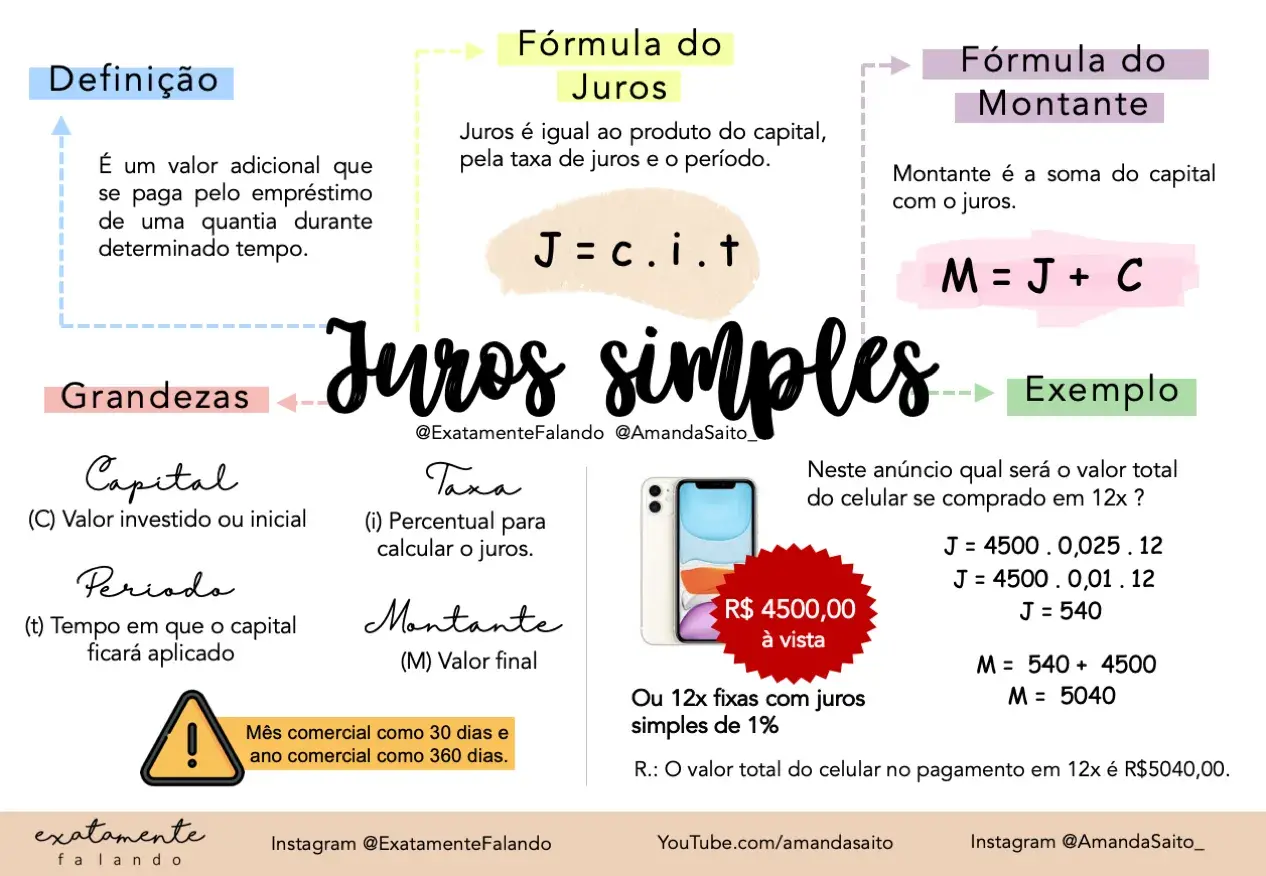 Definição
É um valor adicional que
se paga pelo empréstimo
de uma quantia durante
determinado tempo.
Fórmula do
Juros
Juros é igual ao produto do capital,
pela taxa de juros e o período.
J = c . i . t
Fórmula do
Montante
Montante é a soma do capital
com o juros.
M = J + C
Juros simples
@ExatamenteFalando @AmandaSaito_
Grandezas
Capital
(C) Valor investido ou inicial
Taxa
(i) Percentual para
calcular o juros.
Período
(t) Tempo em que o capital
ficará aplicado
Montante
(M) Valor final
Mês comercial como 30 dias e
ano comercial como 360 dias.
Exemplo
Neste anúncio qual será o valor total
do celular se comprado em 12x ?
R$ 4500,00
à vista
Ou 12x fixas com juros
simples de 1%
J = 4500 . 0,025 . 12
J = 4500 . 0,01 . 12
J = 540
M = 540 + 4500
M = 5040
R.: O valor total do celular no pagamento em 12x é R$5040,00.
exatamente
falando
Instagram @ExatamenteFalando
YouTube.com/amandasaito
Instagram @AmandaSaito_